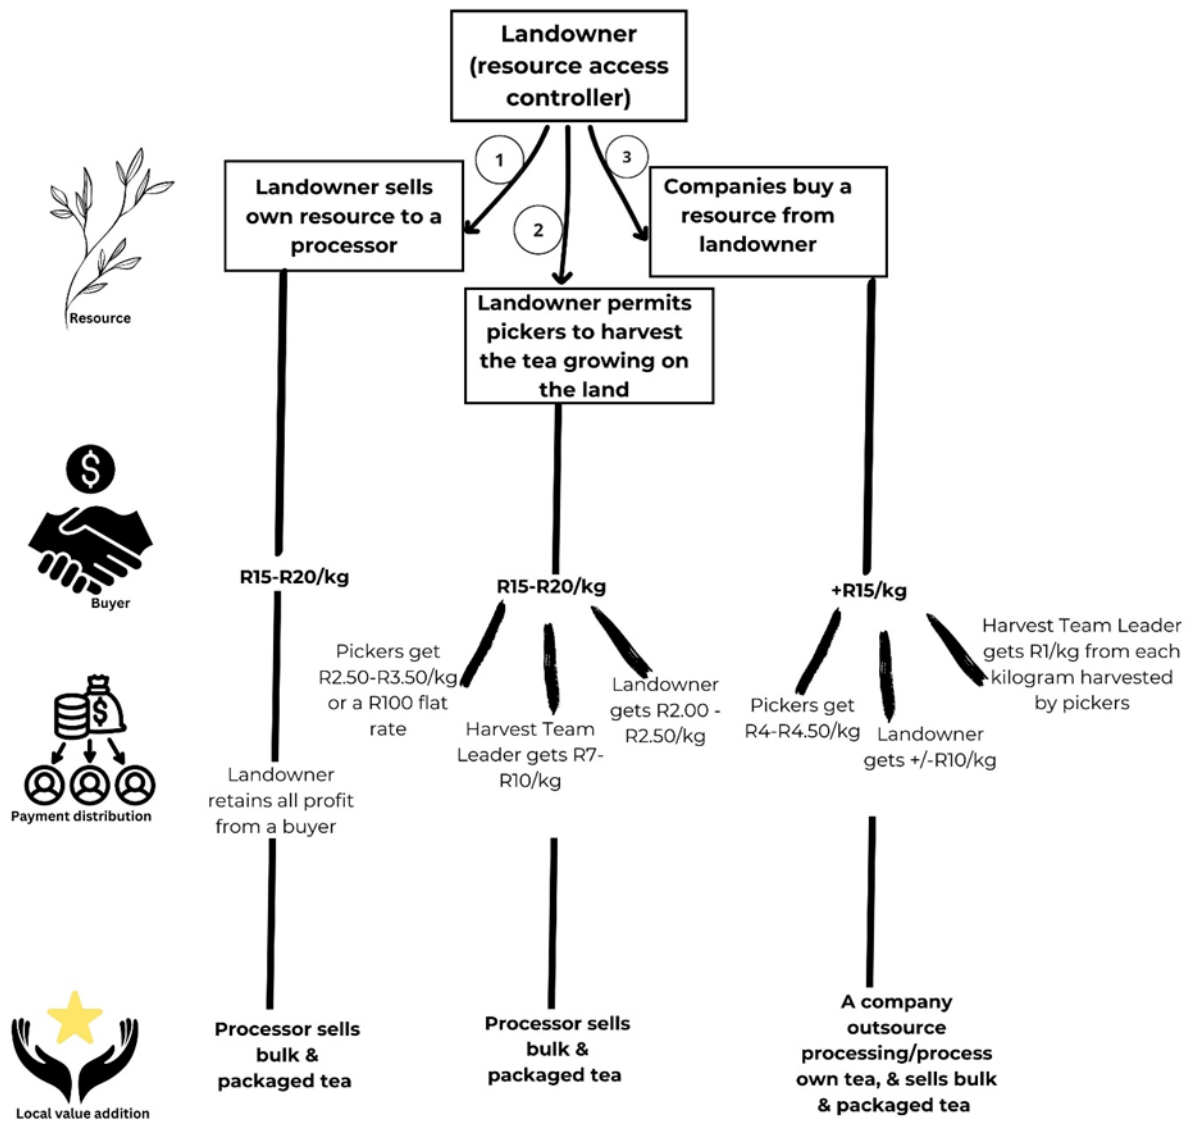 Landowner
(resource access
controller)
1
2
3
Landowner sells
own resource to a
processor
Companies buy a
resource from
landowner
Landowner permits
pickers to harvest
the tea growing on
the land
Resource
$
Buyer
R15-R20/kg
R15-R20/kg
+R15/kg
Pickers get
R2.50-R3.50/kg
or a R100 flat
rate
Harvest Team
Leader gets R7-
R10/kg
Landowner
gets R2.00 -
R2.50/kg
Pickers get
R4-R4.50/kg
Landowner
gets +/-R10/kg
Harvest Team Leader
gets R1/kg from each
kilogram harvested
by pickers
$
Payment distribution
Landowner
retains all profit
from a buyer
Local value addition
Processor sells
bulk &
packaged tea
Processor sells
bulk &
packaged tea
A company
outsource
processing/process
own tea, & sells bulk
& packaged tea